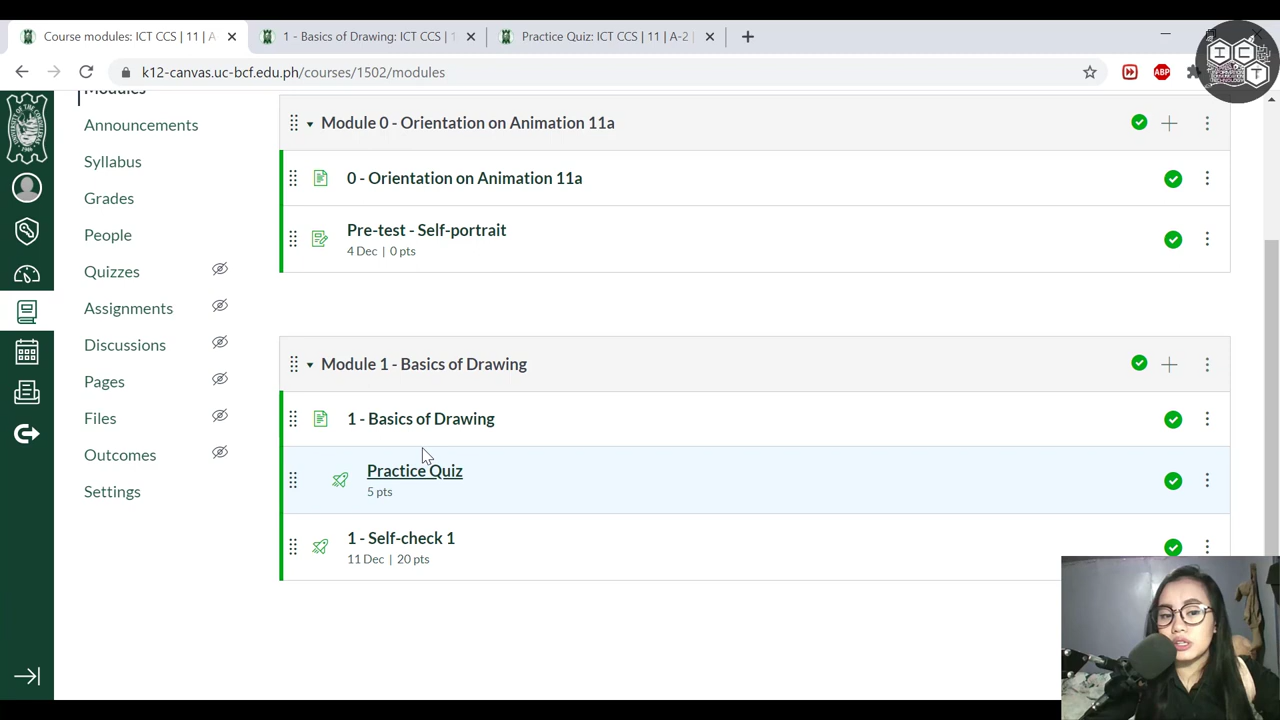 Course modules: ICT CCS | 11 | A
1 - Basics of Drawing: ICT CCS | 1
Practice Quiz: ICT CCS | 11 | A-2 |
k12-canvas.uc-bcf.edu.ph/courses/1502/modules
ABP
ICT
Modules
Announcements
Syllabus
Grades
People
Quizzes
Assignments
Discussions
Pages
Files
Outcomes
Settings
Module 0 - Orientation on Animation 11a
0 - Orientation on Animation 11a
Pre-test - Self-portrait
4 Dec | 0 pts
Module 1 - Basics of Drawing
1 - Basics of Drawing
Practice Quiz
5 pts
1 - Self-check 1
11 Dec | 20 pts